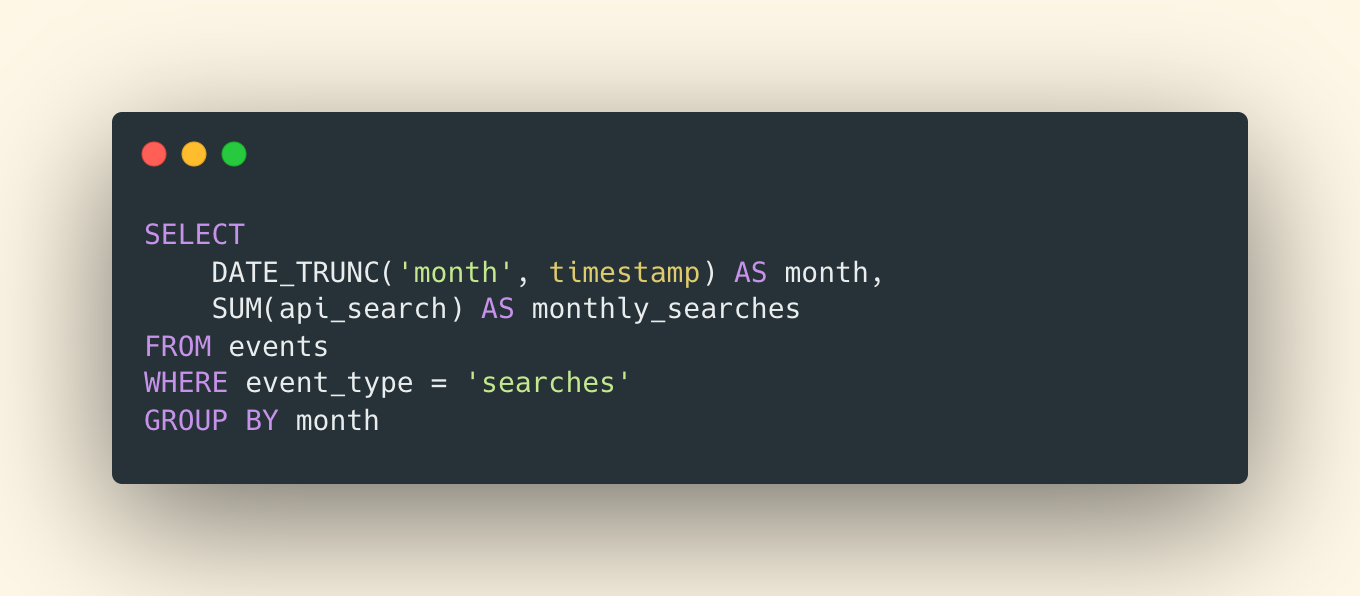 SELECT
    DATE_TRUNC('month', timestamp) AS month,
    SUM(api_search) AS monthly_searches
FROM events
WHERE event_type = 'searches'
GROUP BY month